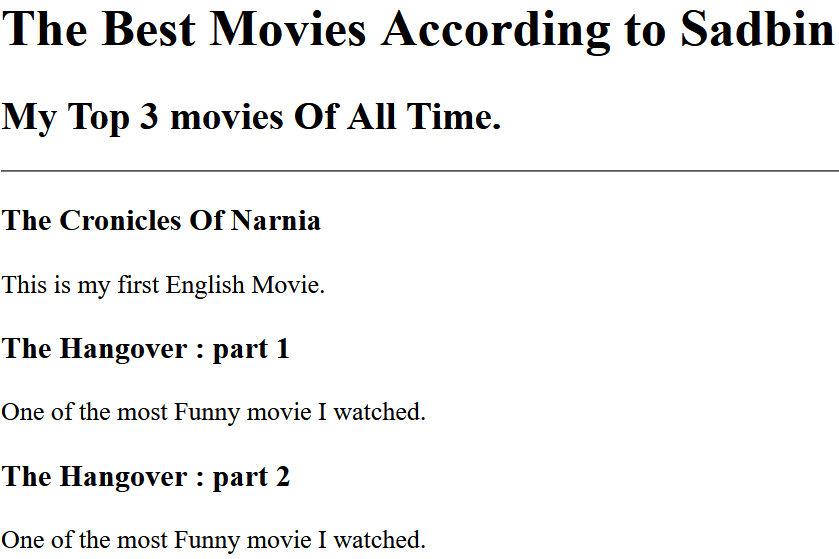 The Best Movies According to Sadbin
My Top 3 movies Of All Time.
The Cronicles Of Narnia
This is my first English Movie.
The Hangover : part 1
One of the most Funny movie I watched.
The Hangover : part 2
One of the most Funny movie I watched.